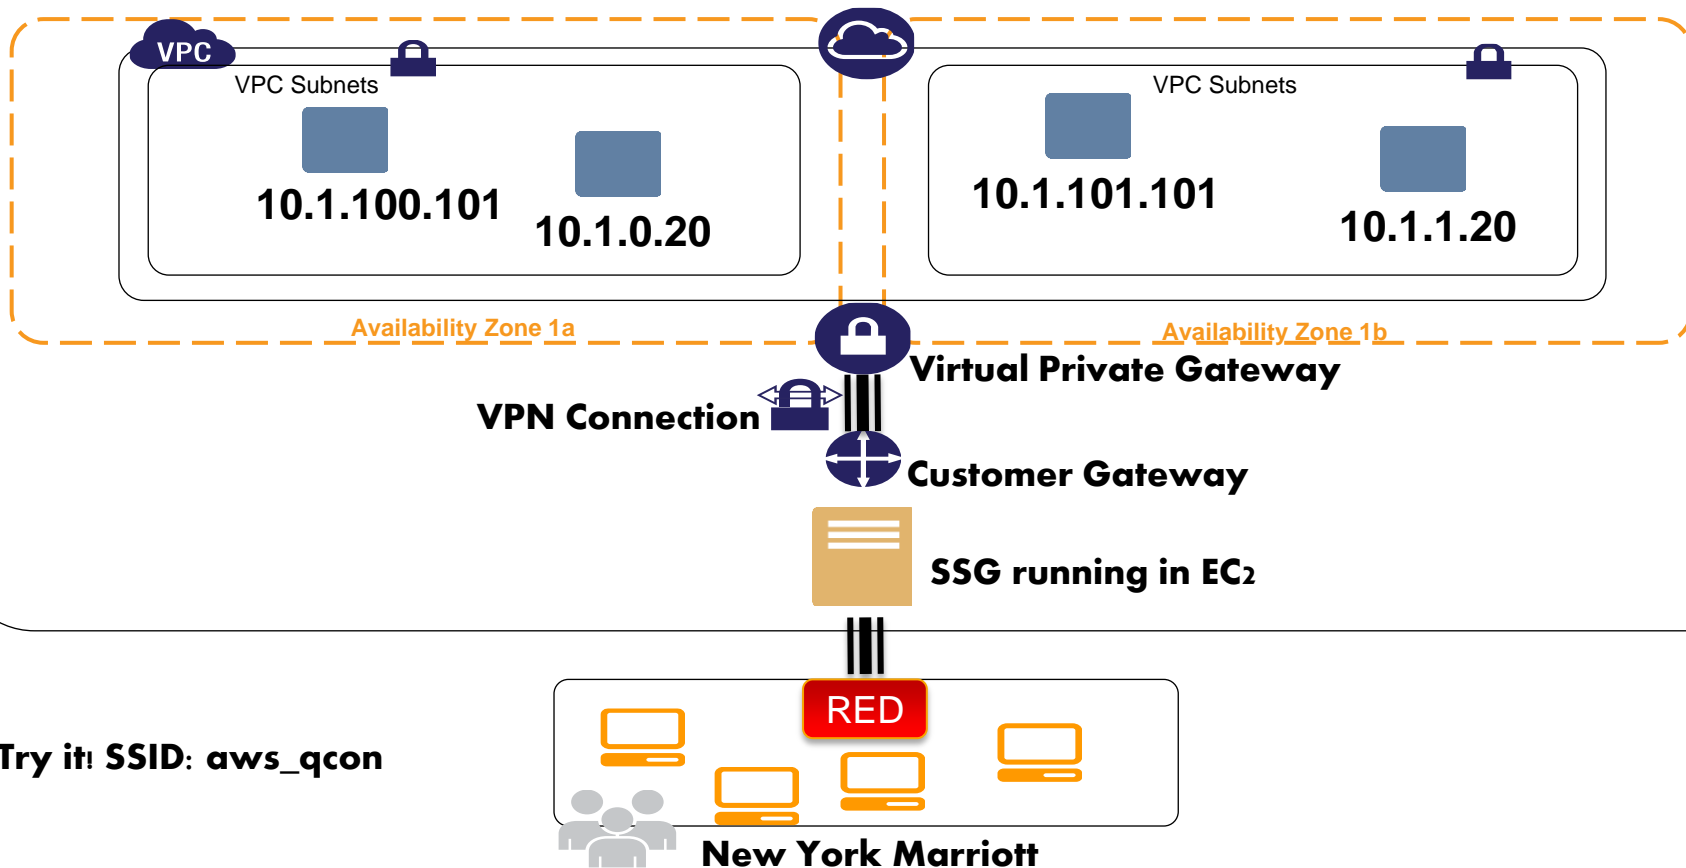 VPC
VPC Subnets
VPC Subnets
10.1.100.101
10.1.0.20
10.1.101.101
10.1.1.20
Availability Zone 1a
Availability Zone 1b
Virtual Private Gateway
VPN Connection
Customer Gateway
SSG running in EC2
RED
Try it! SSID: aws_qcon
New York Marriott